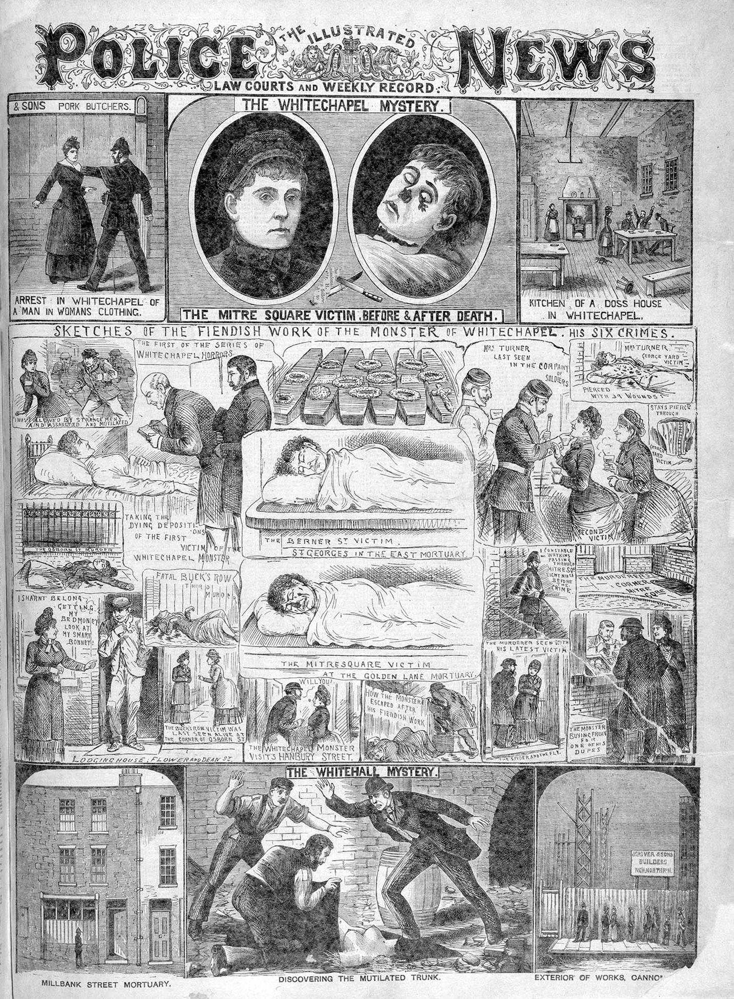 THE ILLUSTRATED
POLICE NEWS
LAW COURTS AND WEEKLY RECORD.
& SONS PORK BUTCHERS.
ARREST IN WHITECHAPEL OF
A MAN IN WOMANS CLOTHING.
THE WHITECHAPEL MYSTERY.
THE MITRE SQUARE VICTIM, BEFORE & AFTER DEATH.
KITCHEN OF A DOSS HOUSE
IN WHITECHAPEL.
SKETCHES OF THE FIENDISH WORK OF THE MONSTER OF WHITECHAPEL. HIS SIX CRIMES.
"I WAS FOLLOWED BY STRANGE MEN
AND ASSAULTED AND MUTILATED"
THE FIRST OF THE SERIES OF
WHITECHAPEL HORRORS
MRS TURNER
LAST SEEN
IN THE COMPANY
OF
SOLDIERS
MRS TURNER
GEORGE YARD
VICTIM
PIERCED
WITH 39 WOUNDS!
STAYS PIERCD
THROUGH
GEORGE
YARD
VICTIM
SECOND
VICTIM
THE OSBORN ST MURDER
TAKING THE
DYING DEPOSITI-
ONS
OF THE FIRST
VICTIM OF THE
WHITECHAPEL MONSTER
THE BERNER ST VICTIM.
ST GEORGES IN THE EAST MORTUARY.
CONSTABLE
WATKINS
PASSING
THROUGH
MITRE SQRE
EIGHT MINTS
BEFORE
THE
CRIME.
THE MURDERER'S
CORNER
MITRE
SQRE
FATAL BUCK'S ROW
THIRD
MURDER
I SHARNT BE LONG
GETTING
MY
BED MONEY
LOOK AT
MY SMART
BONNET!
LODGING HOUSE, FLOWER AND DEAN ST.
THE BUCK'S ROW VICTIM WAS
LAST SEEN ALIVE AT
THE CORNER OF OSBORN ST
THE MITRESQUARE VICTIM
AT THE GOLDEN LANE MORTUARY.
WILL YOU?
THE WHITECHAPEL MONSTER
VISITS HANBURY STREET.
HOW THE MONSTER
ESCAPED AFTER
HIS FIENDISH WORK
THE MURDERER SEEN WITH
HIS LATEST VICTIM
THE SPIDER AND THE FLY.
THE MONSTER
BUYING FRUIT
FOR
ONE OF HIS
DUPES
THE WHITEHALL MYSTERY.
J. GROVER & SONS
BUILDERS
NEW NORTH RD.
MILLBANK STREET MORTUARY.
DISCOVERING THE MUTILATED TRUNK.
EXTERIOR OF WORKS, CANNON